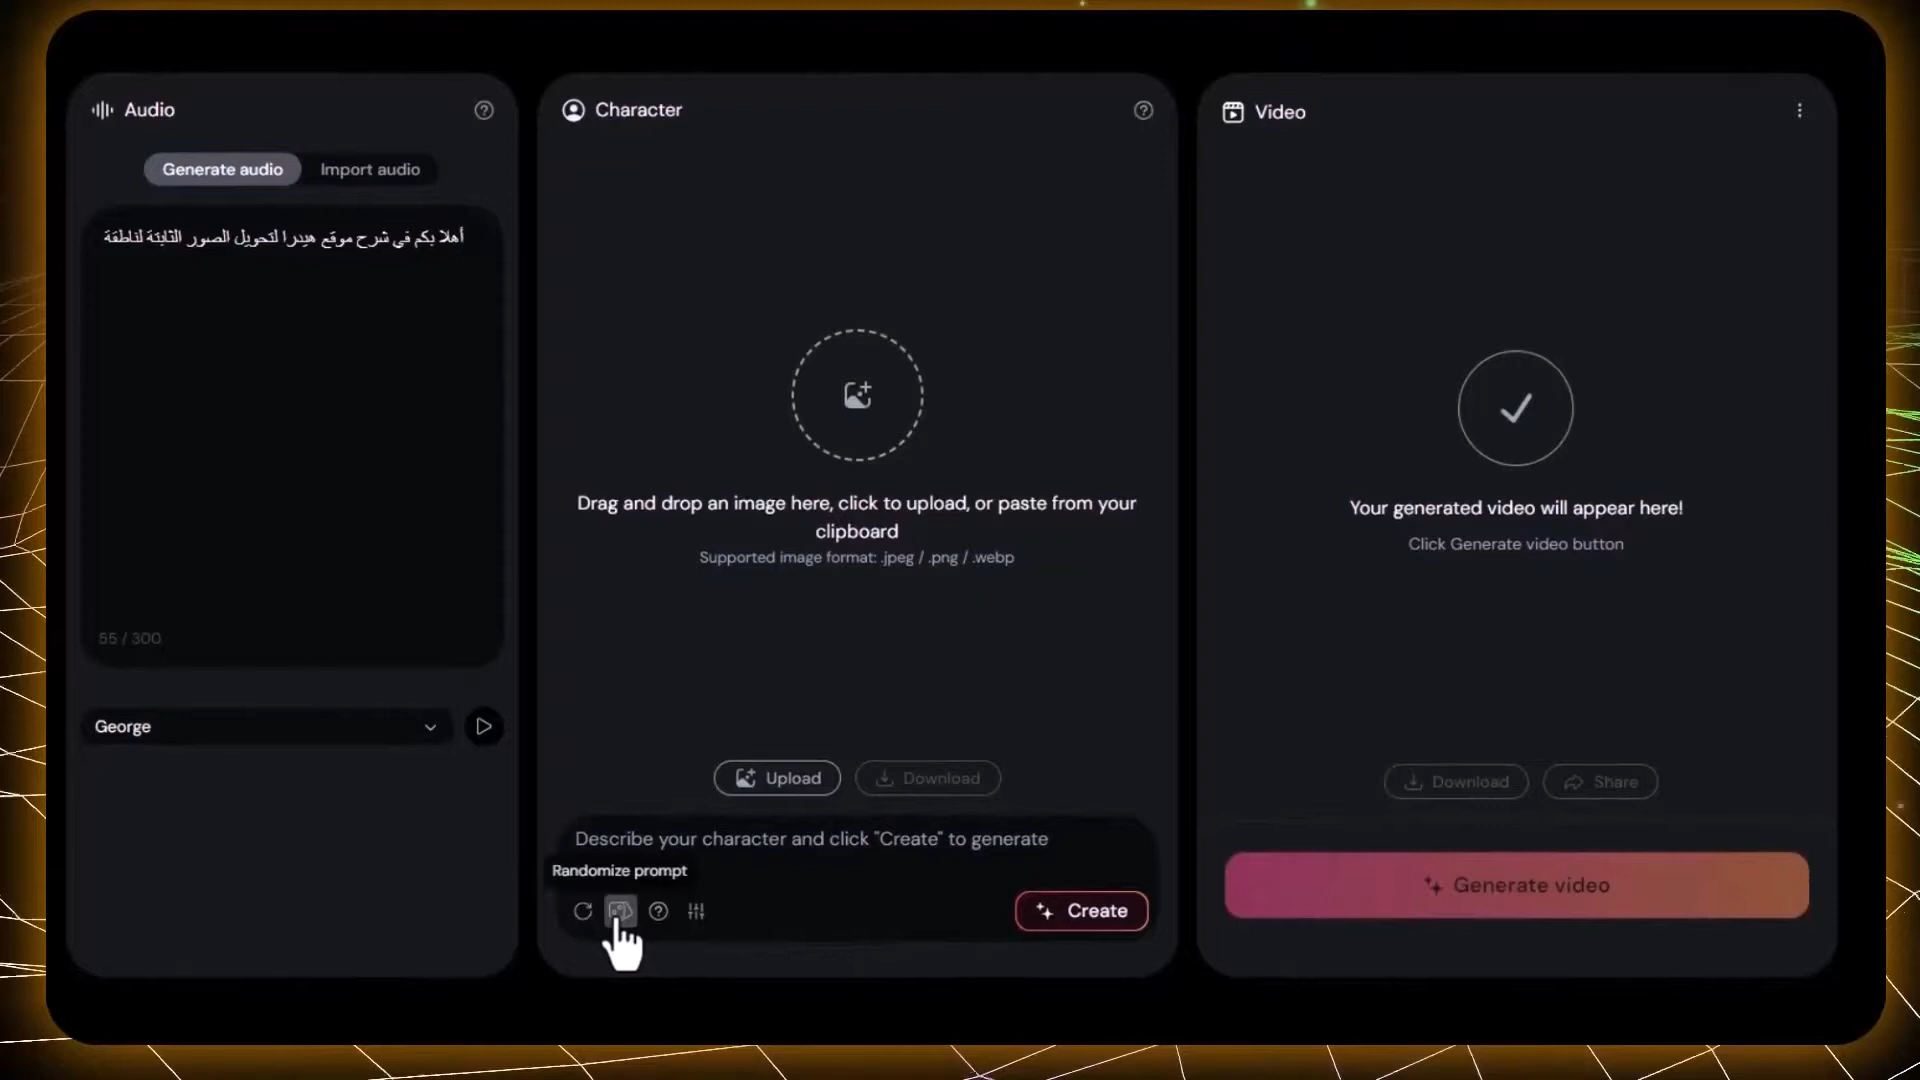 Audio
Generate audio
Import audio
أهلا بكم في شرح موقع هيدرا لتحويل الصور الثابتة لناطقة
55 / 300
George
Character
Drag and drop an image here, click to upload, or paste from your
clipboard
Supported image format: .jpeg / .png / .webp
Upload
Download
Describe your character and click "Create" to generate
Randomize prompt
Create
Video
Your generated video will appear here!
Click Generate video button
Download
Share
Generate video